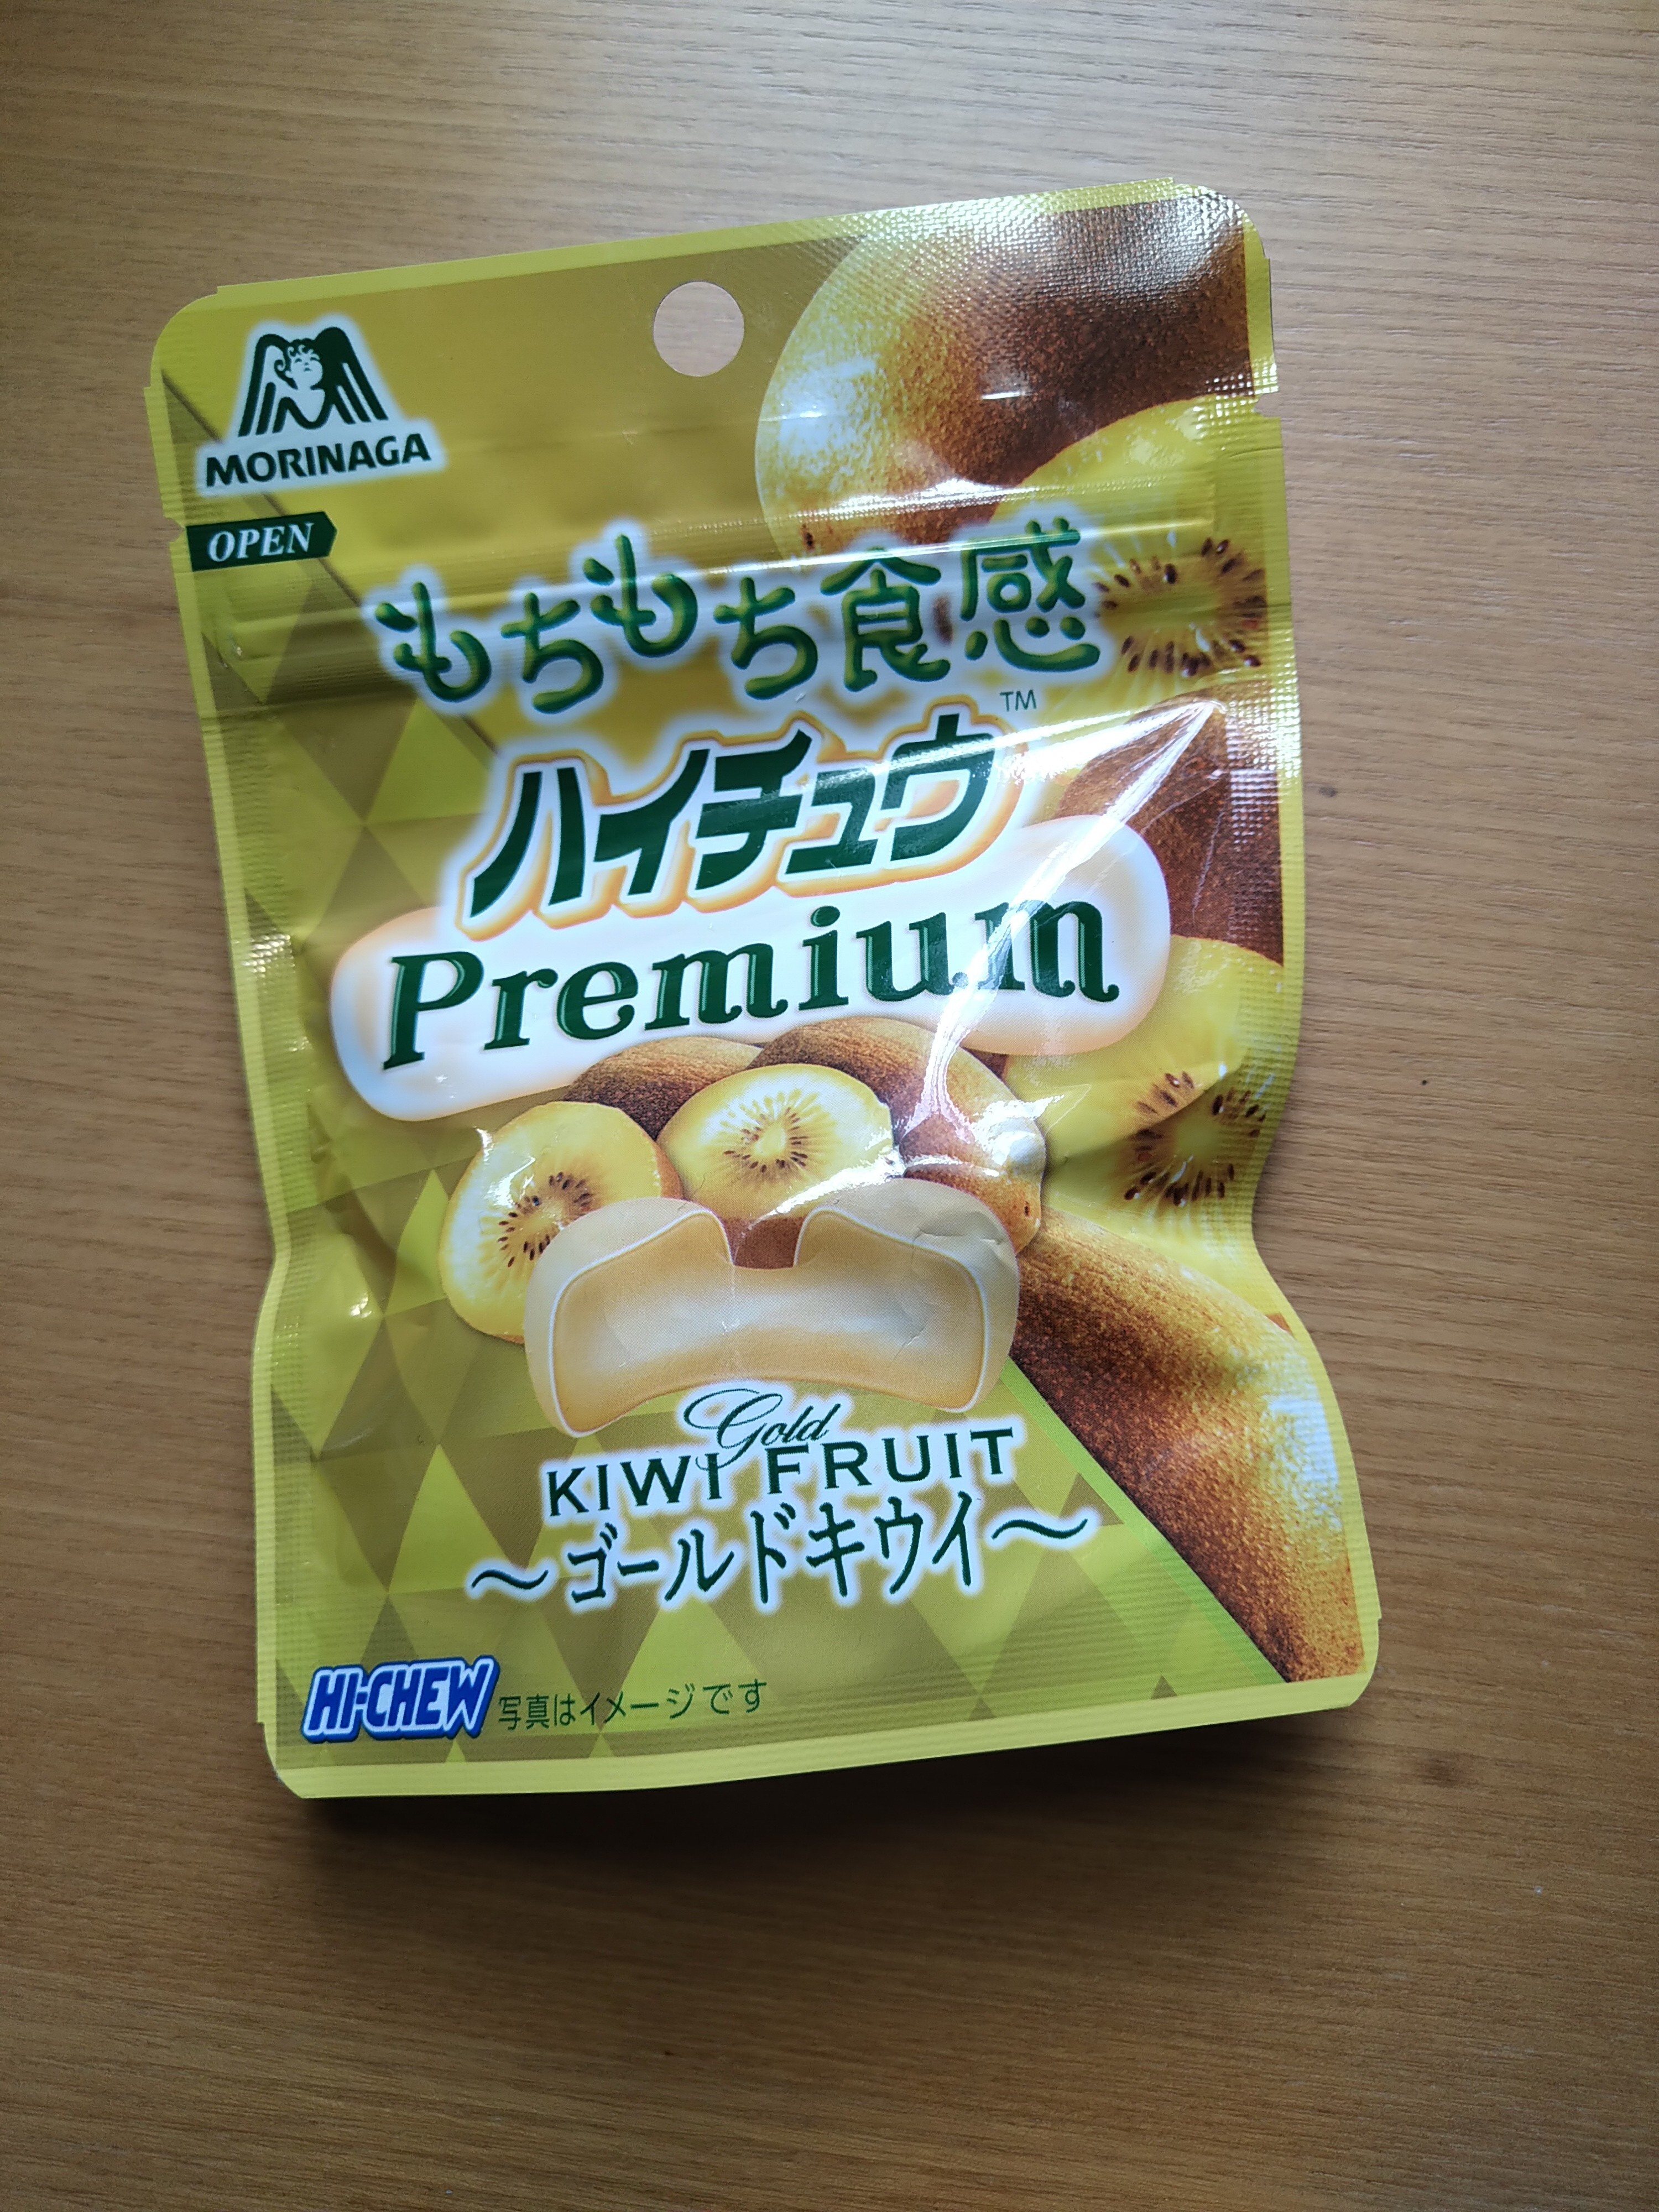 MORINAGA
OPEN
もちもち食感
ハイチュウ™
Premium
Gold
KIWI FRUIT
～ゴールドキウイ～
HI-CHEW 写真はイメージです